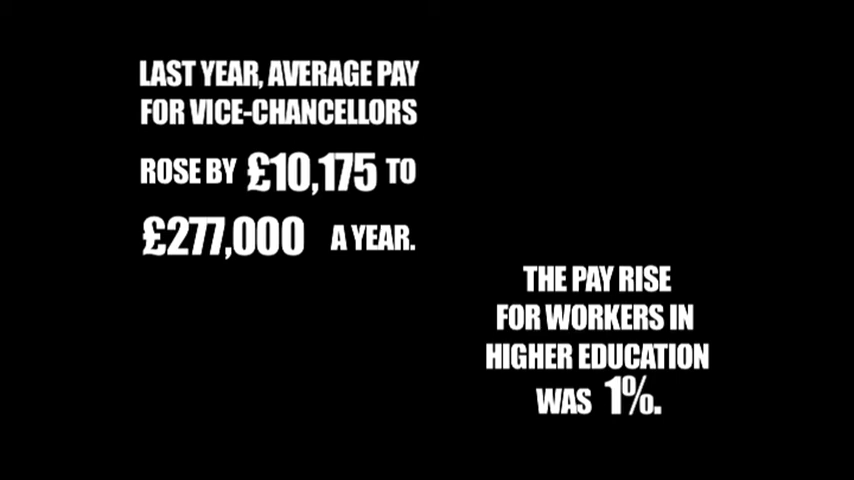 LAST YEAR, AVERAGE PAY
FOR VICE-CHANCELLORS
ROSE BY £10,175 TO
£277,000 A YEAR.
THE PAY RISE
FOR WORKERS IN
HIGHER EDUCATION
WAS 1%.